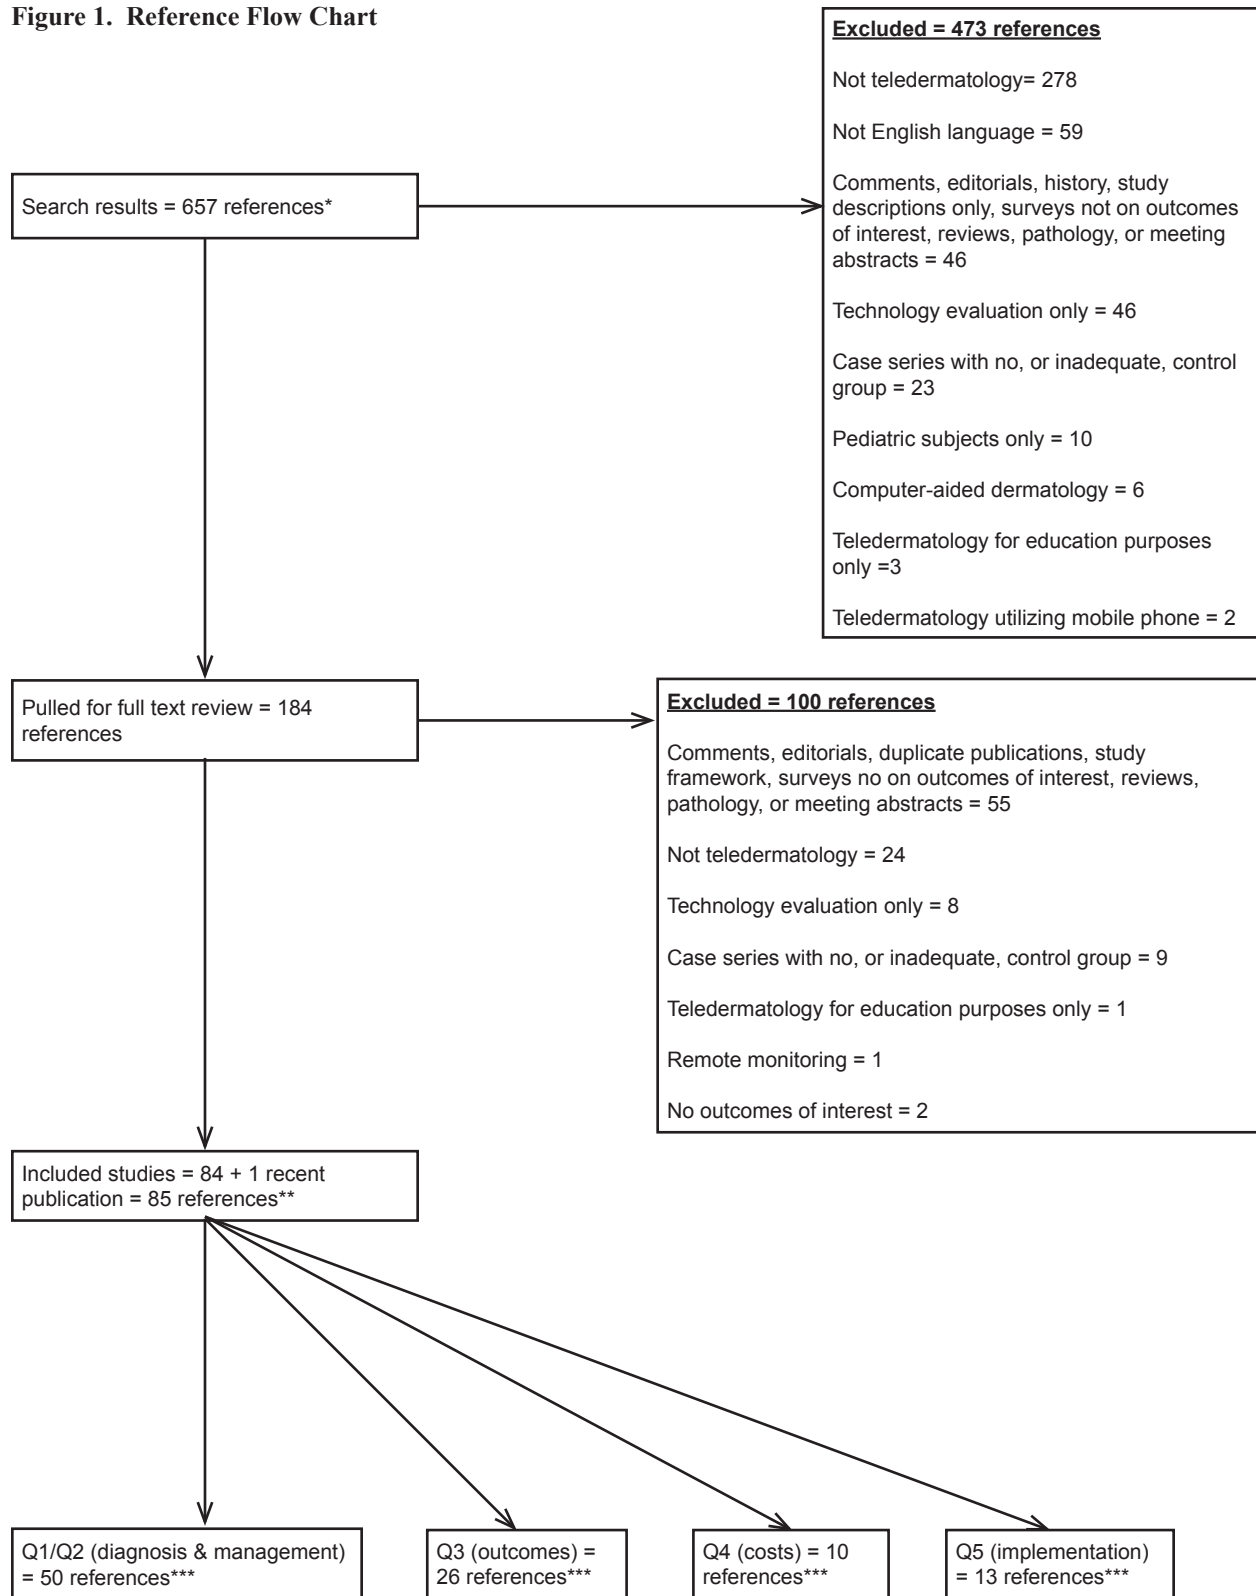 Figure 1.  Reference Flow Chart
Excluded = 473 references
Not teledermatology= 278
Not English language = 59
Comments, editorials, history, study
descriptions only, surveys not on outcomes
of interest, reviews, pathology, or meeting
abstracts = 46
Technology evaluation only = 46
Case series with no, or inadequate, control
group = 23
Pediatric subjects only = 10
Computer-aided dermatology = 6
Teledermatology for education purposes
only =3
Teledermatology utilizing mobile phone = 2
Search results = 657 references*
Pulled for full text review = 184
references
Excluded = 100 references
Comments, editorials, duplicate publications, study
framework, surveys no on outcomes of interest, reviews,
pathology, or meeting abstracts = 55
Not teledermatology = 24
Technology evaluation only = 8
Case series with no, or inadequate, control group = 9
Teledermatology for education purposes only = 1
Remote monitoring = 1
No outcomes of interest = 2
Included studies = 84 + 1 recent
publication = 85 references**
Q1/Q2 (diagnosis & management)
= 50 references***
Q3 (outcomes) =
26 references***
Q4 (costs) = 10
references***
Q5 (implementation)
= 13 references***